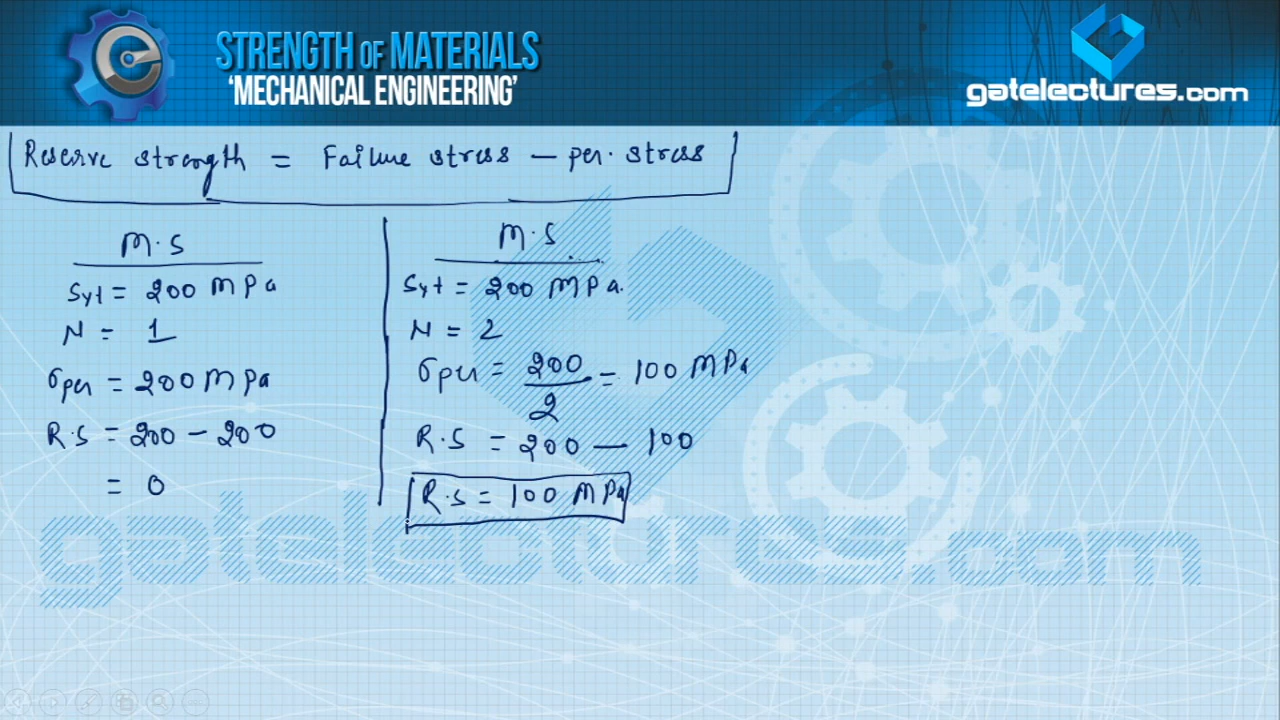 STRENGTH OF MATERIALS
'MECHANICAL ENGINEERING'
gatelectures.com
Reserve strength = Failure stress – per. stress
M.S
Syt = 200 MPa
N = 1
σper = 200 MPa
R.S = 200 – 200
= 0
M.S
Syt = 200 MPa.
N = 2
σper = 200/2 = 100 MPa
R.S = 200 – 100
R.S = 100 MPa
gatelectures.com